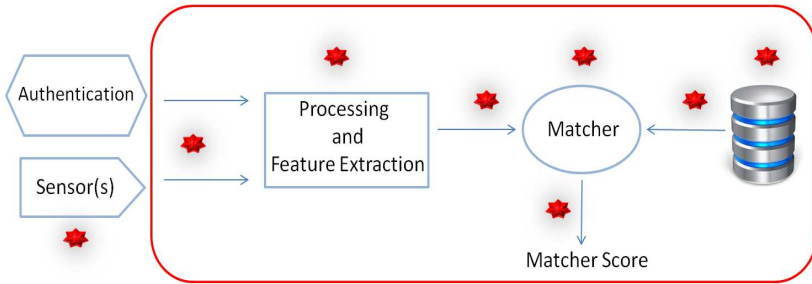 Authentication
Sensor(s)
Processing
and
Feature Extraction
Matcher
Matcher Score